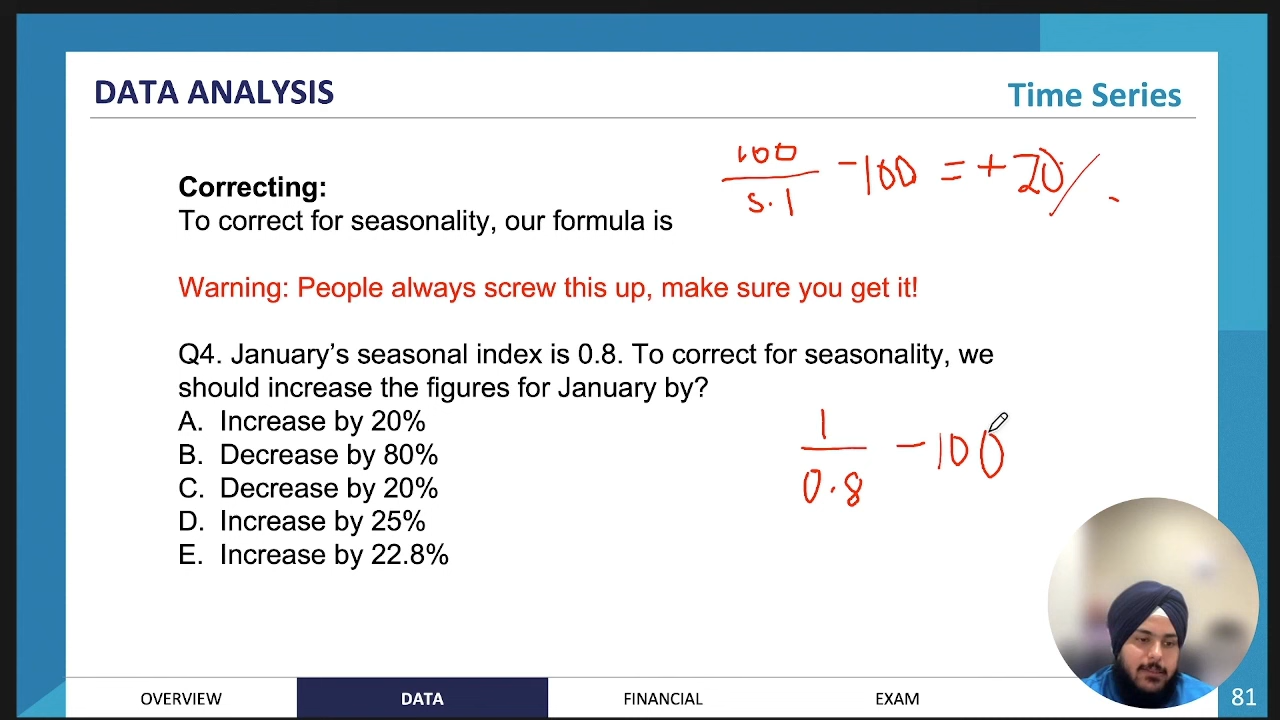 DATA ANALYSIS
Time Series
100
— -100 = +20% .
S.I
Correcting:
To correct for seasonality, our formula is
Warning: People always screw this up, make sure you get it!
Q4. January’s seasonal index is 0.8. To correct for seasonality, we
should increase the figures for January by?
A. Increase by 20%
B. Decrease by 80%
C. Decrease by 20%
D. Increase by 25%
E. Increase by 22.8%
1
— - 100
0.8
OVERVIEW
DATA
FINANCIAL
EXAM
81